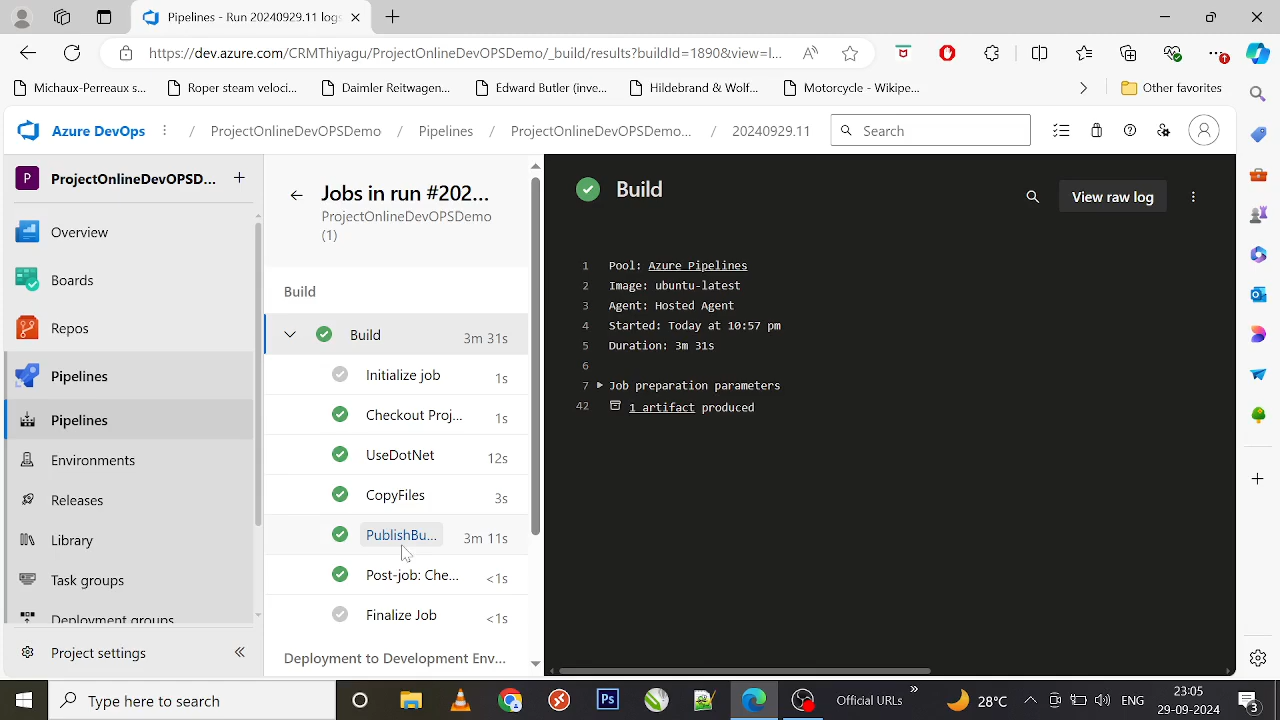 Pipelines - Run 20240929.11 logs
https://dev.azure.com/CRMThiyagu/ProjectOnlineDevOPSDemo/_build/results?buildId=1890&view=l...
Michaux-Perreaux s...
Roper steam veloci...
Daimler Reitwagen...
Edward Butler (inve...
Hildebrand & Wolf...
Motorcycle - Wikipe...
Other favorites
Azure DevOps
/ ProjectOnlineDevOPSDemo / Pipelines / ProjectOnlineDevOPSDemo... / 20240929.11
Search
P ProjectOnlineDevOPSD...
Overview
Boards
Repos
Pipelines
Pipelines
Environments
Releases
Library
Task groups
Deployment groups
Project settings
Jobs in run #202...
ProjectOnlineDevOPSDemo
(1)
Build
Build 3m 31s
Initialize job 1s
Checkout Proj... 1s
UseDotNet 12s
CopyFiles 3s
PublishBu... 3m 11s
Post-job: Che... <1s
Finalize Job <1s
Deployment to Development Env...
Build
View raw log
1 Pool: Azure Pipelines
2 Image: ubuntu-latest
3 Agent: Hosted Agent
4 Started: Today at 10:57 pm
5 Duration: 3m 31s
6
7 Job preparation parameters
42 1 artifact produced
Type here to search
Ps
Official URLs
28°C
ENG
23:05
29-09-2024
3